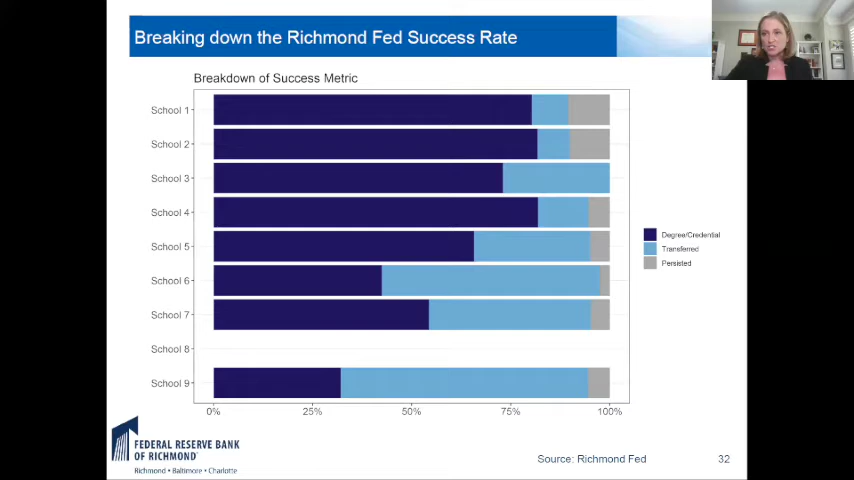 Breaking down the Richmond Fed Success Rate
Breakdown of Success Metric
School 1
School 2
School 3
School 4
School 5
School 6
School 7
School 8
School 9
0%
25%
50%
75%
100%
Degree/Credential
Transferred
Persisted
FEDERAL RESERVE BANK
OF RICHMOND
Richmond • Baltimore • Charlotte
Source: Richmond Fed
32